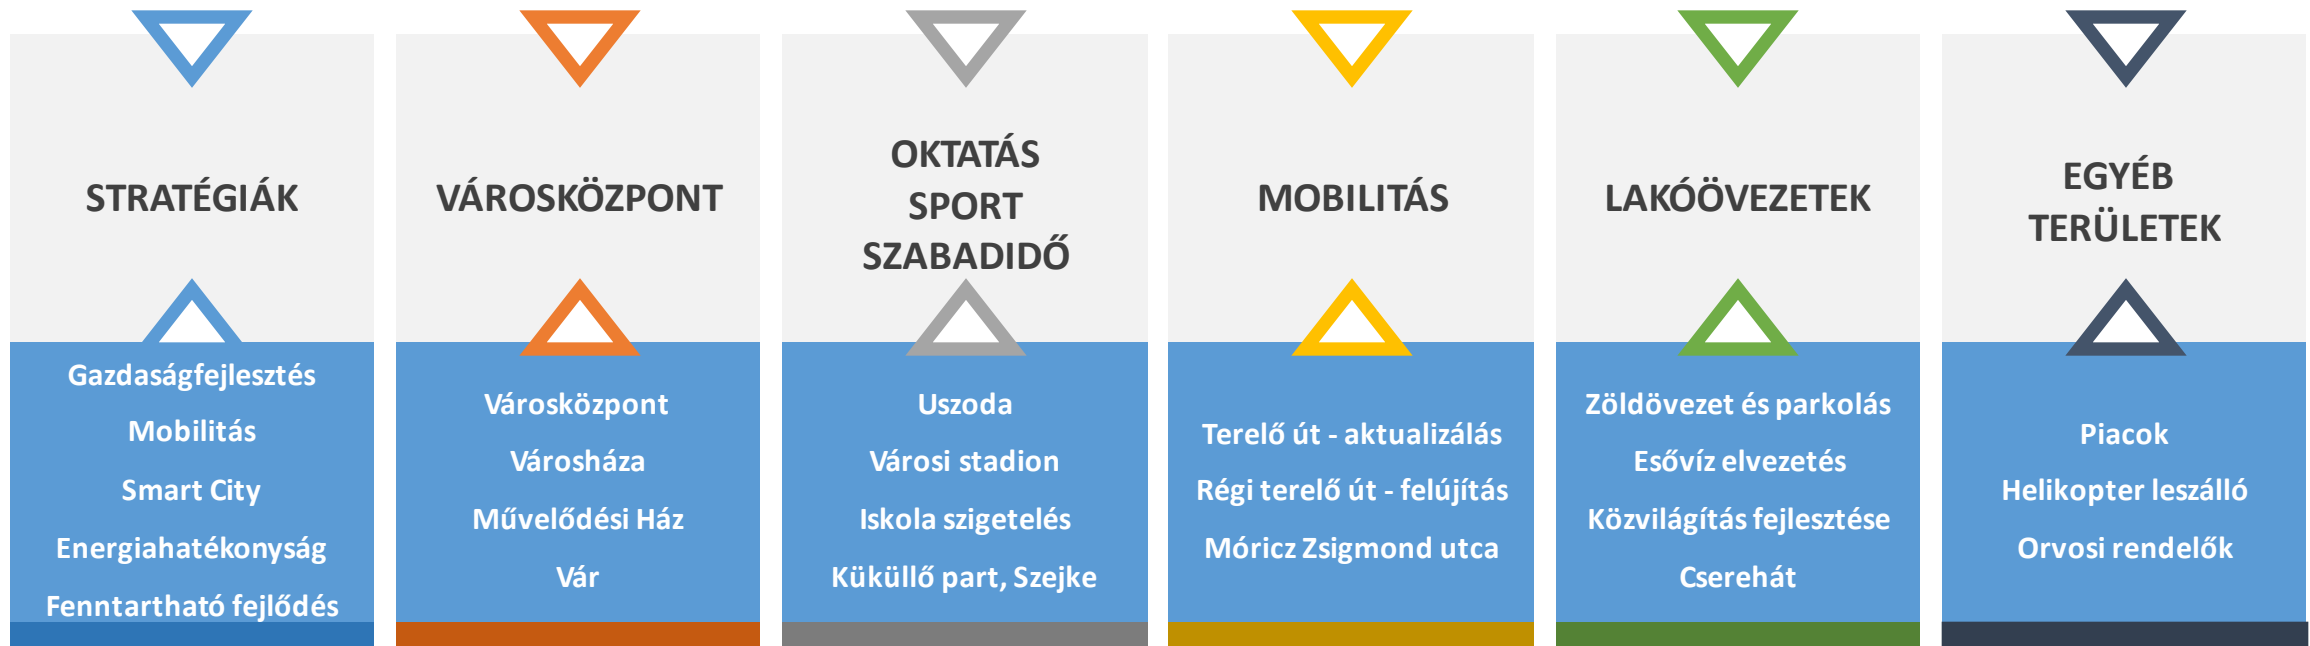 STRATÉGIÁK
Gazdaságfejlesztés
Mobilitás
Smart City
Energiahatékonyság
Fenntartható fejlődés
VÁROSKÖZPONT
Városközpont
Városháza
Művelődési Ház
Vár
OKTATÁS
SPORT
SZABADIDŐ
Uszoda
Városi stadion
Iskola szigetelés
Küküllő part, Szejke
MOBILITÁS
Terelő út - aktualizálás
Régi terelő út - felújítás
Móricz Zsigmond utca
LAKÓÖVEZETEK
Zöldövezet és parkolás
Esővíz elvezetés
Közvilágítás fejlesztése
Cserehát
EGYÉB
TERÜLETEK
Piacok
Helikopter leszálló
Orvosi rendelők